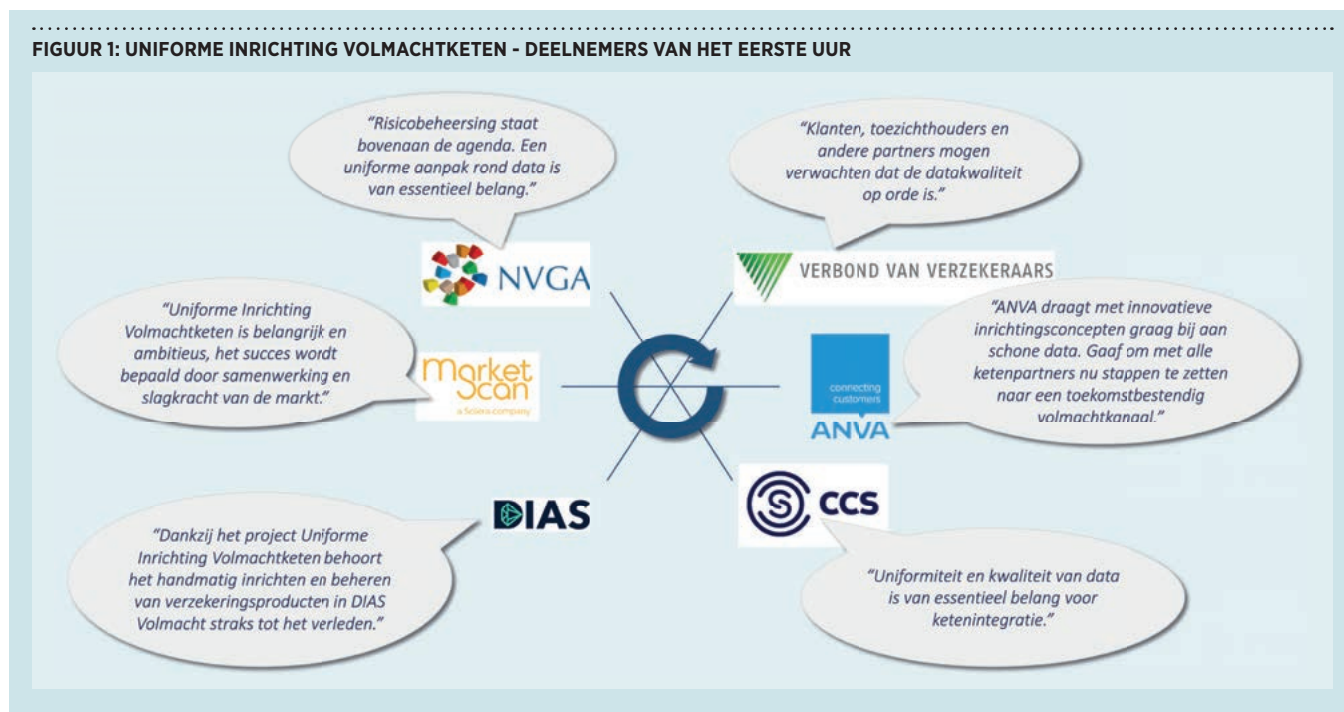 FIGUUR 1: UNIFORME INRICHTING VOLMACHTKETEN - DEELNEMERS VAN HET EERSTE UUR
“Risicobeheersing staat
bovenaan de agenda. Een
uniforme aanpak rond data is
van essentieel belang.”
“Klanten, toezichthouders en
andere partners mogen
verwachten dat de datakwaliteit
op orde is.”
NVGA
VERBOND VAN VERZEKERAARS
“Uniforme Inrichting
Volmachtketen is belangrijk en
ambitieus, het succes wordt
bepaald door samenwerking en
slagkracht van de markt.”
Market
Scan
a Solera company
connecting
customers
ANVA
“ANVA draagt met innovatieve
inrichtingsconcepten graag bij aan
schone data. Gaaf om met alle
ketenpartners nu stappen te zetten
naar een toekomstbestendig
volmachtkanaal.”
DIAS
CCS
“Dankzij het project Uniforme
Inrichting Volmachtketen behoort
het handmatig inrichten en beheren
van verzekeringsproducten in DIAS
Volmacht straks tot het verleden.”
“Uniformiteit en kwaliteit van data
is van essentieel belang voor
ketenintegratie.”